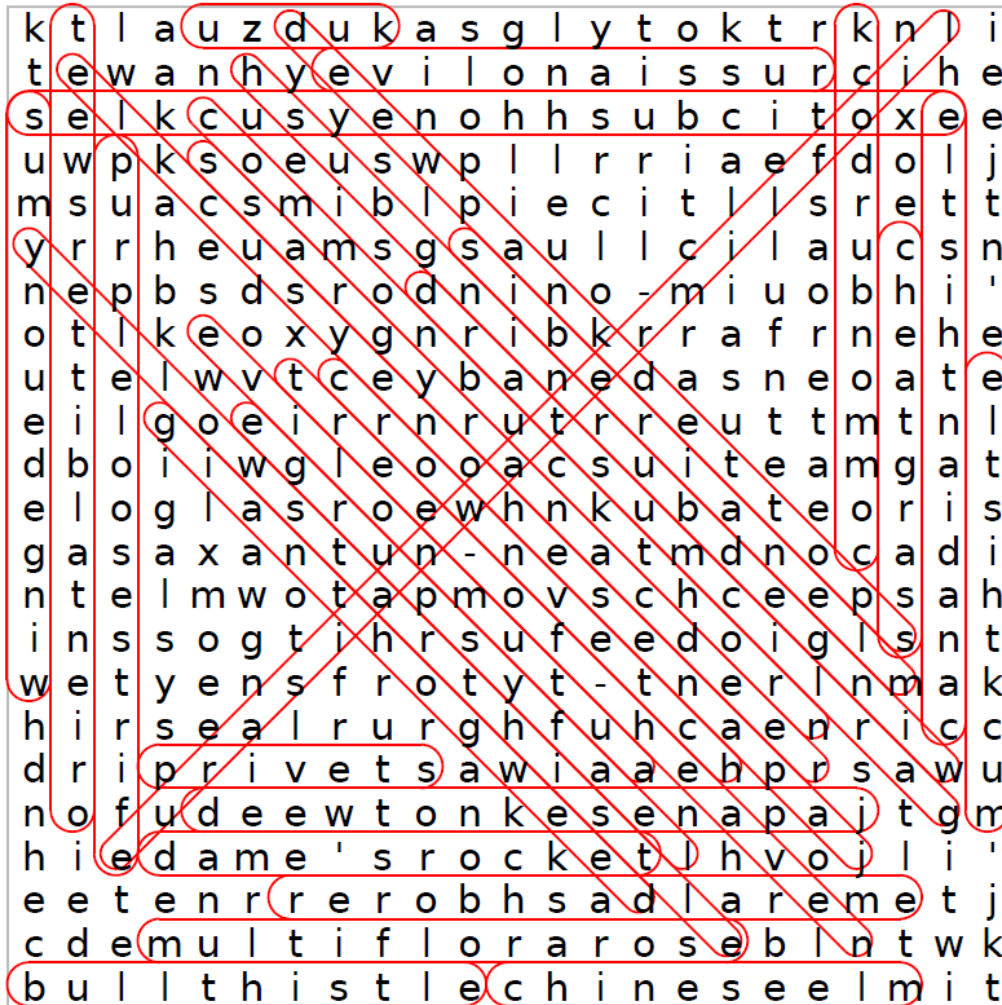 k t l a u z d u k a s g l y t o k t r k n l i
t e w a n h y e v i l o n a i s s u r c i h e
s e l k c u s y e n o h h s u b c i t o x e e
u w p k s o e u s w p l l r r i a e f d o l j
m s u a c s m i b l p i e c i t l l s r e t t
y r r h e u a m s g s a u l l c i l a u c s n
n e p b s d s r o d n i n o - m i u o b h i '
o t l k e o x y g n r i b k r r a f r n e h e
u t e l w v t c e y b a n e d a s n e o a t e
e i l g o e i r r n r u t r r e u t t m t n l
d b o i i w g l e o o a c s u i t e a m g a t
e l o g l a s r o e w h n k u b a t e o r i s
g a s a x a n t u n - n e a t m d n o c a d i
n t e l m w o t a p m o v s c h c e e p s a h
i n s s o g t i h r s u f e e d o i g l s n t
w e t y e n s f r o t y t - t n e r l n m a k
h i r s e a l r u r g h f u h c a e n r i c c
d r i p r i v e t s a w i a a e h p r s a w u
n o f u d e e w t o n k e s e n a p a j t g m
h i e d a m e ' s r o c k e t l h v o j l i '
e e t e n r r e r o b h s a d l a r e m e t j
c d e m u l t i f l o r a r o s e b l n t w k
b u l l t h i s t l e c h i n e s e e l m i t